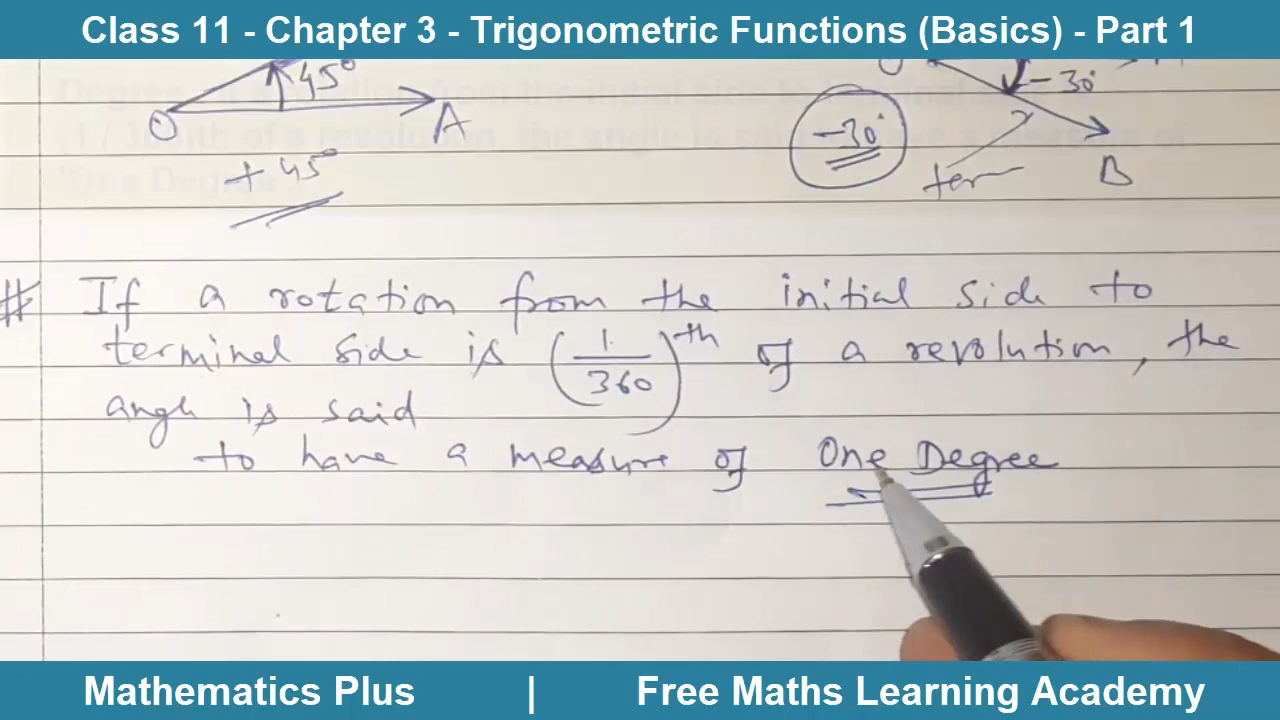 Class 11 - Chapter 3 - Trigonometric Functions (Basics) - Part 1
45°
-30°
O
A
-30°
B
+45°
term
# If a rotation from the initial side to
terminal side is (1/360)th of a revolution, the
angle is said
to have a measure of One Degree
Mathematics Plus | Free Maths Learning Academy